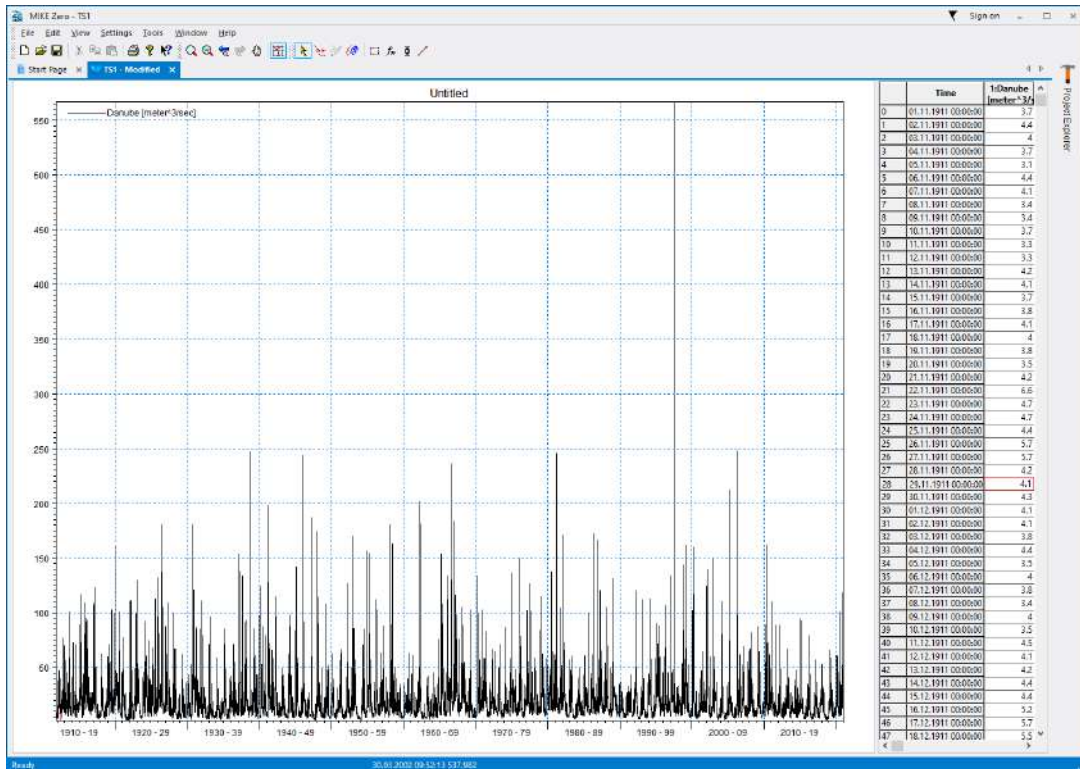 MIKE Zero - TS1
Sign on
File Edit View Settings Tools Window Help
Start Page
TS1 - Modified
Untitled
Danube [meter^3/sec]
550
500
450
400
350
300
250
200
150
100
50
1910 - 19 1920 - 29 1930 - 39 1940 - 49 1950 - 59 1960 - 69 1970 - 79 1980 - 89 1990 - 99 2000 - 09 2010 - 19
Time 1:Danube
[meter^3/s
0 01.11.1911 00:00:00 3.7
1 02.11.1911 00:00:00 4.4
2 03.11.1911 00:00:00 4
3 04.11.1911 00:00:00 3.7
4 05.11.1911 00:00:00 3.1
5 06.11.1911 00:00:00 4.4
6 07.11.1911 00:00:00 4.1
7 08.11.1911 00:00:00 3.4
8 09.11.1911 00:00:00 3.4
9 10.11.1911 00:00:00 3.7
10 11.11.1911 00:00:00 3.3
11 12.11.1911 00:00:00 3.3
12 13.11.1911 00:00:00 4.2
13 14.11.1911 00:00:00 4.1
14 15.11.1911 00:00:00 3.7
15 16.11.1911 00:00:00 3.8
16 17.11.1911 00:00:00 4.1
17 18.11.1911 00:00:00 4
18 19.11.1911 00:00:00 3.8
19 20.11.1911 00:00:00 3.5
20 21.11.1911 00:00:00 4.2
21 22.11.1911 00:00:00 6.6
22 23.11.1911 00:00:00 4.7
23 24.11.1911 00:00:00 4.7
24 25.11.1911 00:00:00 4.4
25 26.11.1911 00:00:00 5.7
26 27.11.1911 00:00:00 5.7
27 28.11.1911 00:00:00 4.2
28 29.11.1911 00:00:00 4.1
29 30.11.1911 00:00:00 4.3
30 01.12.1911 00:00:00 4.1
31 02.12.1911 00:00:00 4.1
32 03.12.1911 00:00:00 3.8
33 04.12.1911 00:00:00 4.4
34 05.12.1911 00:00:00 3.5
35 06.12.1911 00:00:00 4
36 07.12.1911 00:00:00 3.8
37 08.12.1911 00:00:00 3.4
38 09.12.1911 00:00:00 4
39 10.12.1911 00:00:00 3.5
40 11.12.1911 00:00:00 4.5
41 12.12.1911 00:00:00 4.1
42 13.12.1911 00:00:00 4.2
43 14.12.1911 00:00:00 4.4
44 15.12.1911 00:00:00 4.4
45 16.12.1911 00:00:00 5.2
46 17.12.1911 00:00:00 5.7
47 18.12.1911 00:00:00 5.5
Project Explorer
Ready
30.03.2002 09:52:13 537.982